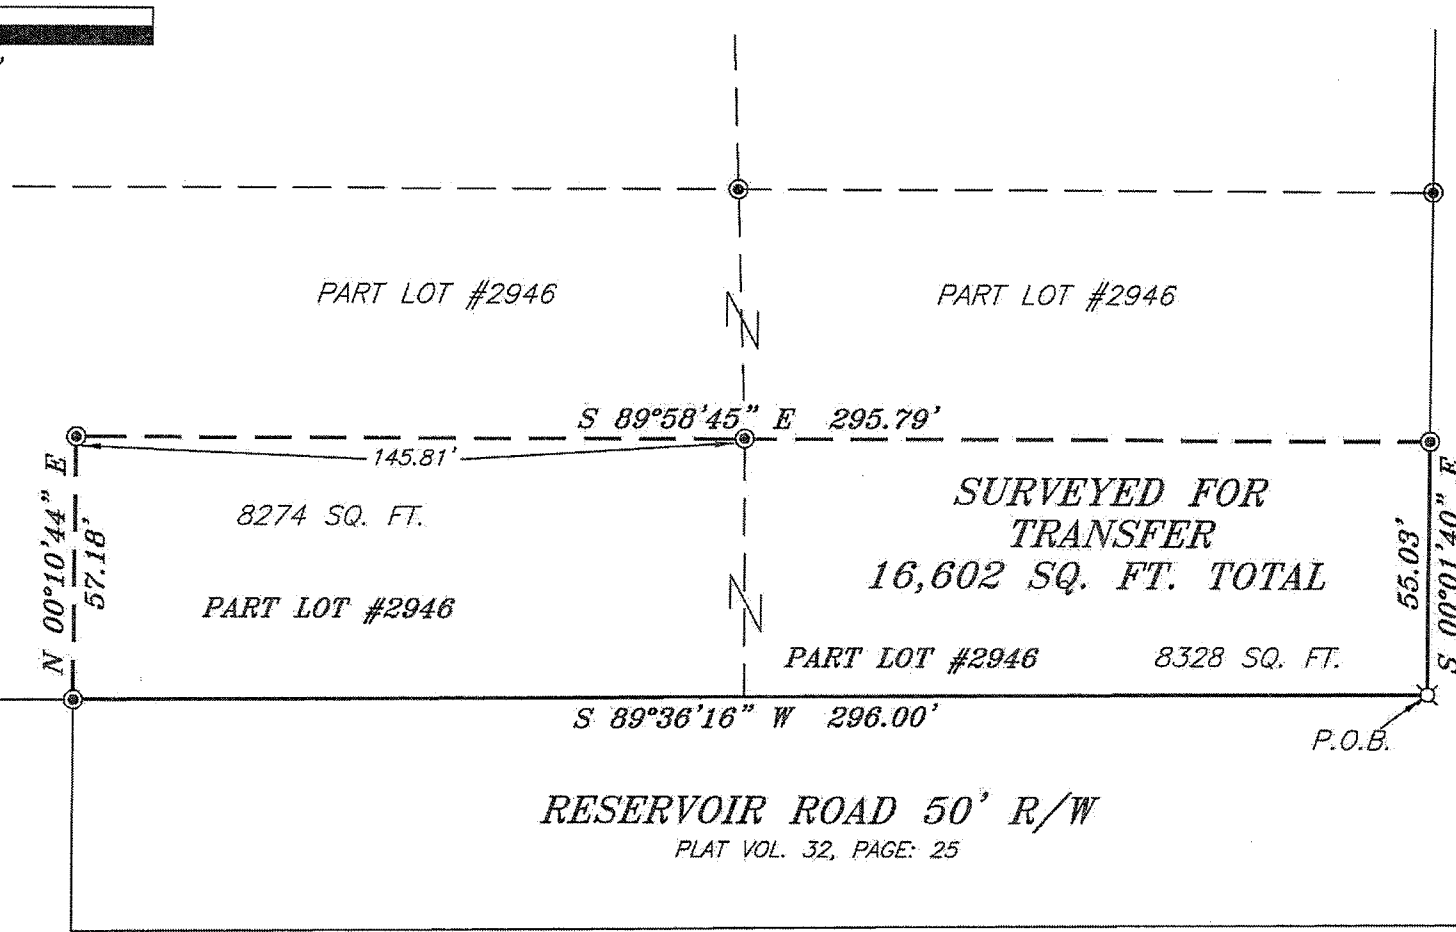 PART LOT #2946
PART LOT #2946
S 89°58'45" E 295.79'
145.81'
N 00°10'44" E
57.18'
8274 SQ. FT.
PART LOT #2946
SURVEYED FOR
TRANSFER
16,602 SQ. FT. TOTAL
PART LOT #2946
8328 SQ. FT.
55.03'
S 00°01'40" E
S 89°36'16" W 296.00'
P.O.B.
RESERVOIR ROAD 50' R/W
PLAT VOL. 32, PAGE: 25